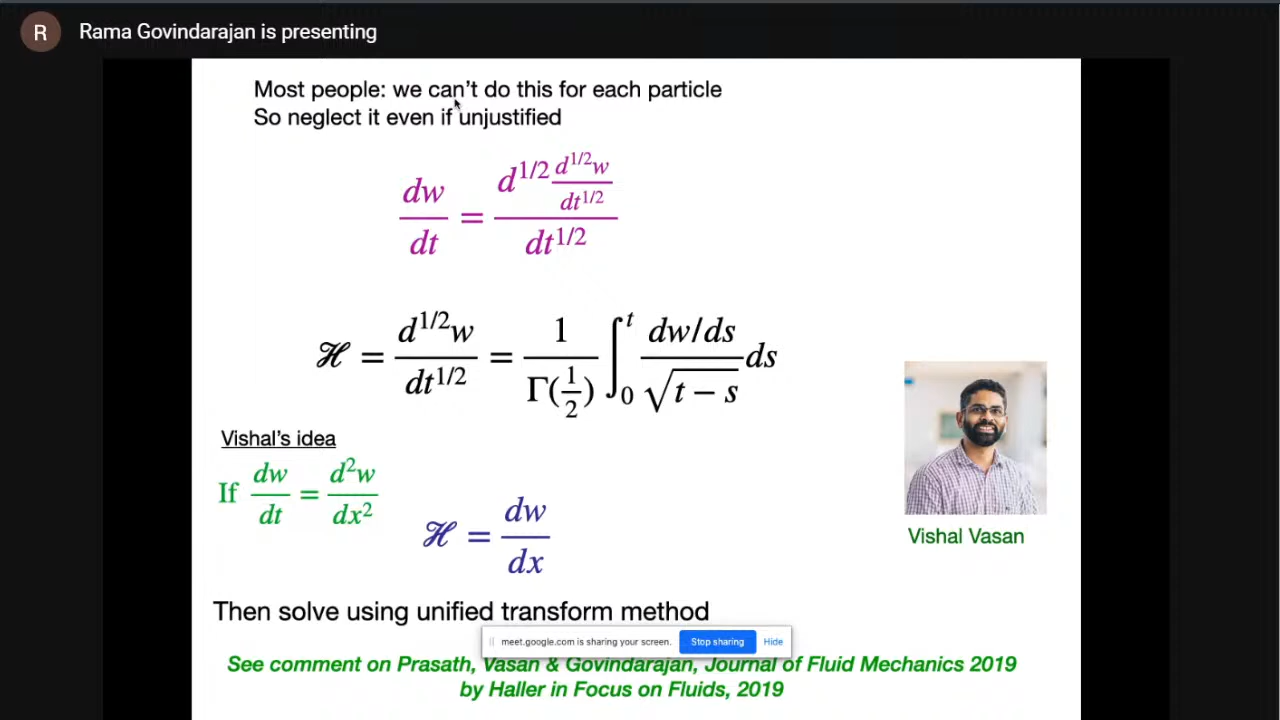 R
Rama Govindarajan is presenting
Most people: we can't do this for each particle
So neglect it even if unjustified
dw/dt = d^{1/2} (d^{1/2}w/dt^{1/2}) / dt^{1/2}
ℋ = d^{1/2}w/dt^{1/2} = 1/Γ(1/2) ∫_0^t (dw/ds)/√(t − s) ds
Vishal's idea
If dw/dt = d^2w/dx^2
ℋ = dw/dx
Vishal Vasan
Then solve using unified transform method
meet.google.com is sharing your screen. Stop sharing Hide
See comment on Prasath, Vasan & Govindarajan, Journal of Fluid Mechanics 2019
by Haller in Focus on Fluids, 2019